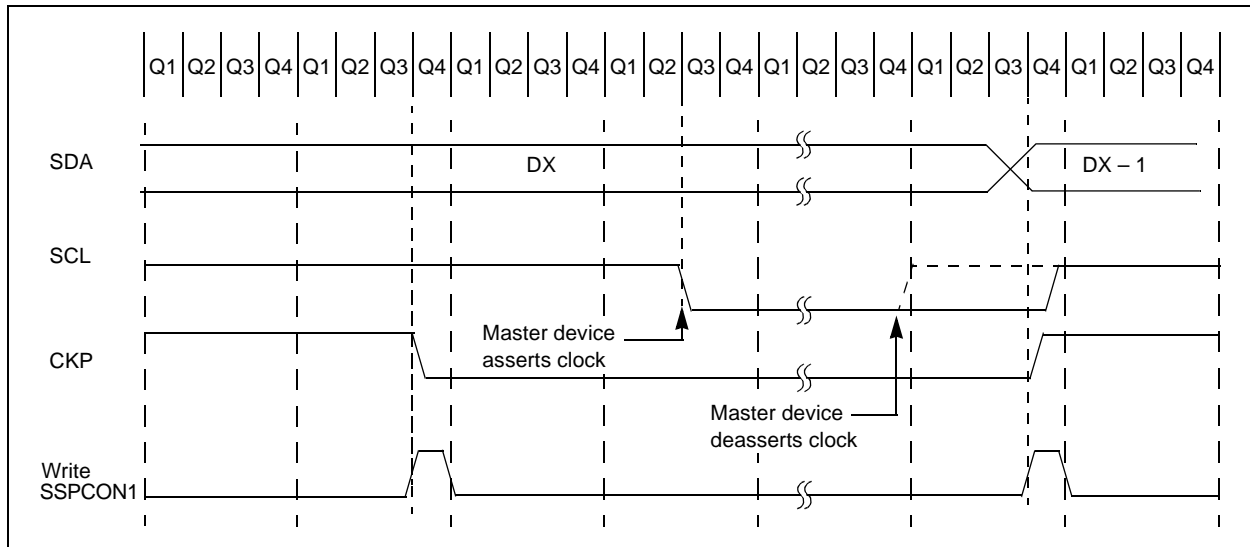 Q1 Q2 Q3 Q4 Q1 Q2 Q3 Q4 Q1 Q2 Q3 Q4 Q1 Q2 Q3 Q4 Q1 Q2 Q3 Q4 Q1 Q2 Q3 Q4 Q1 Q2 Q3 Q4
SDA
DX
DX – 1
SCL
Master device
asserts clock
CKP
Master device
deasserts clock
Write
SSPCON1